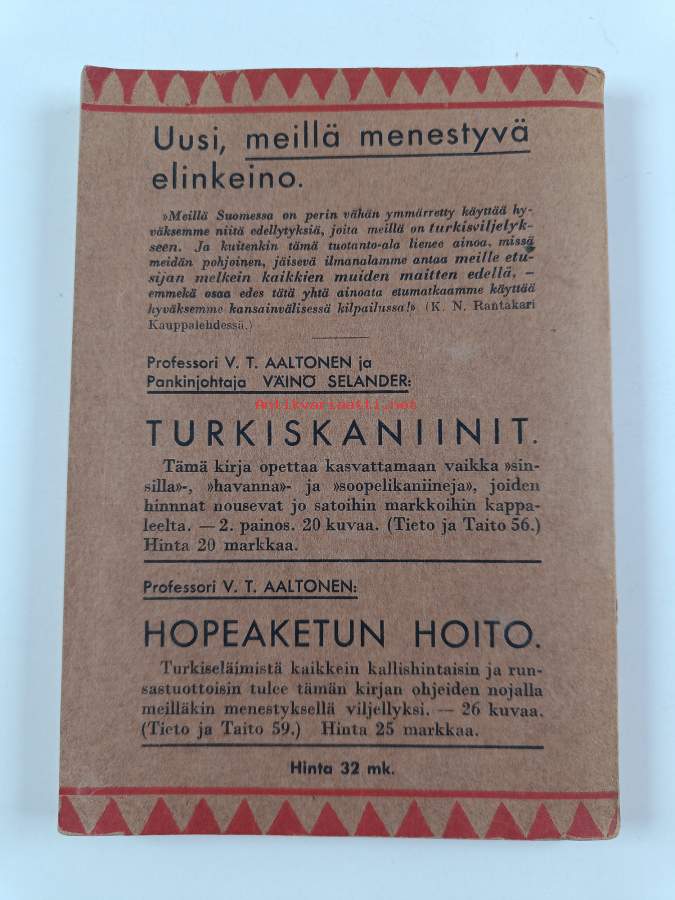 Uusi, meillä menestyvä
elinkeino.
»Meillä Suomessa on perin vähän ymmärretty käyttää hy-
väksemme niitä edellytyksiä, joita meillä on turkisviljelyk-
seen. Ja kuitenkin tämä tuotanto-ala lienee ainoa, missä
meidän pohjoinen, jäisevä ilmanalamme antaa meille etu-
sijan melkein kaikkien muiden maitten edellä, —
emmekä osaa edes tätä yhtä ainoata etumatkaamme käyttää
hyväksemme kansainvälisessä kilpailussa!» (K. N. Rantakari
Kauppalehdessä.)
Professori V. T. AALTONEN ja
Pankinjohtaja VÄINÖ SELANDER:
Antikvariaatti.net
TURKISKANIINIT.
Tämä kirja opettaa kasvattamaan vaikka »sin-
silla»-, »havanna»- ja »soopelikaniineja», joiden
hinnnat nousevat jo satoihin markkoihin kappa-
leelta. — 2. painos. 20 kuvaa. (Tieto ja Taito 56.)
Hinta 20 markkaa.
Professori V. T. AALTONEN:
HOPEAKETUN HOITO.
Turkiseläimistä kaikkein kallishintaisin ja run-
sastuottoisin tulee tämän kirjan ohjeiden nojalla
meilläkin menestyksellä viljellyksi. — 26 kuvaa.
(Tieto ja Taito 59.) Hinta 25 markkaa.
Hinta 32 mk.